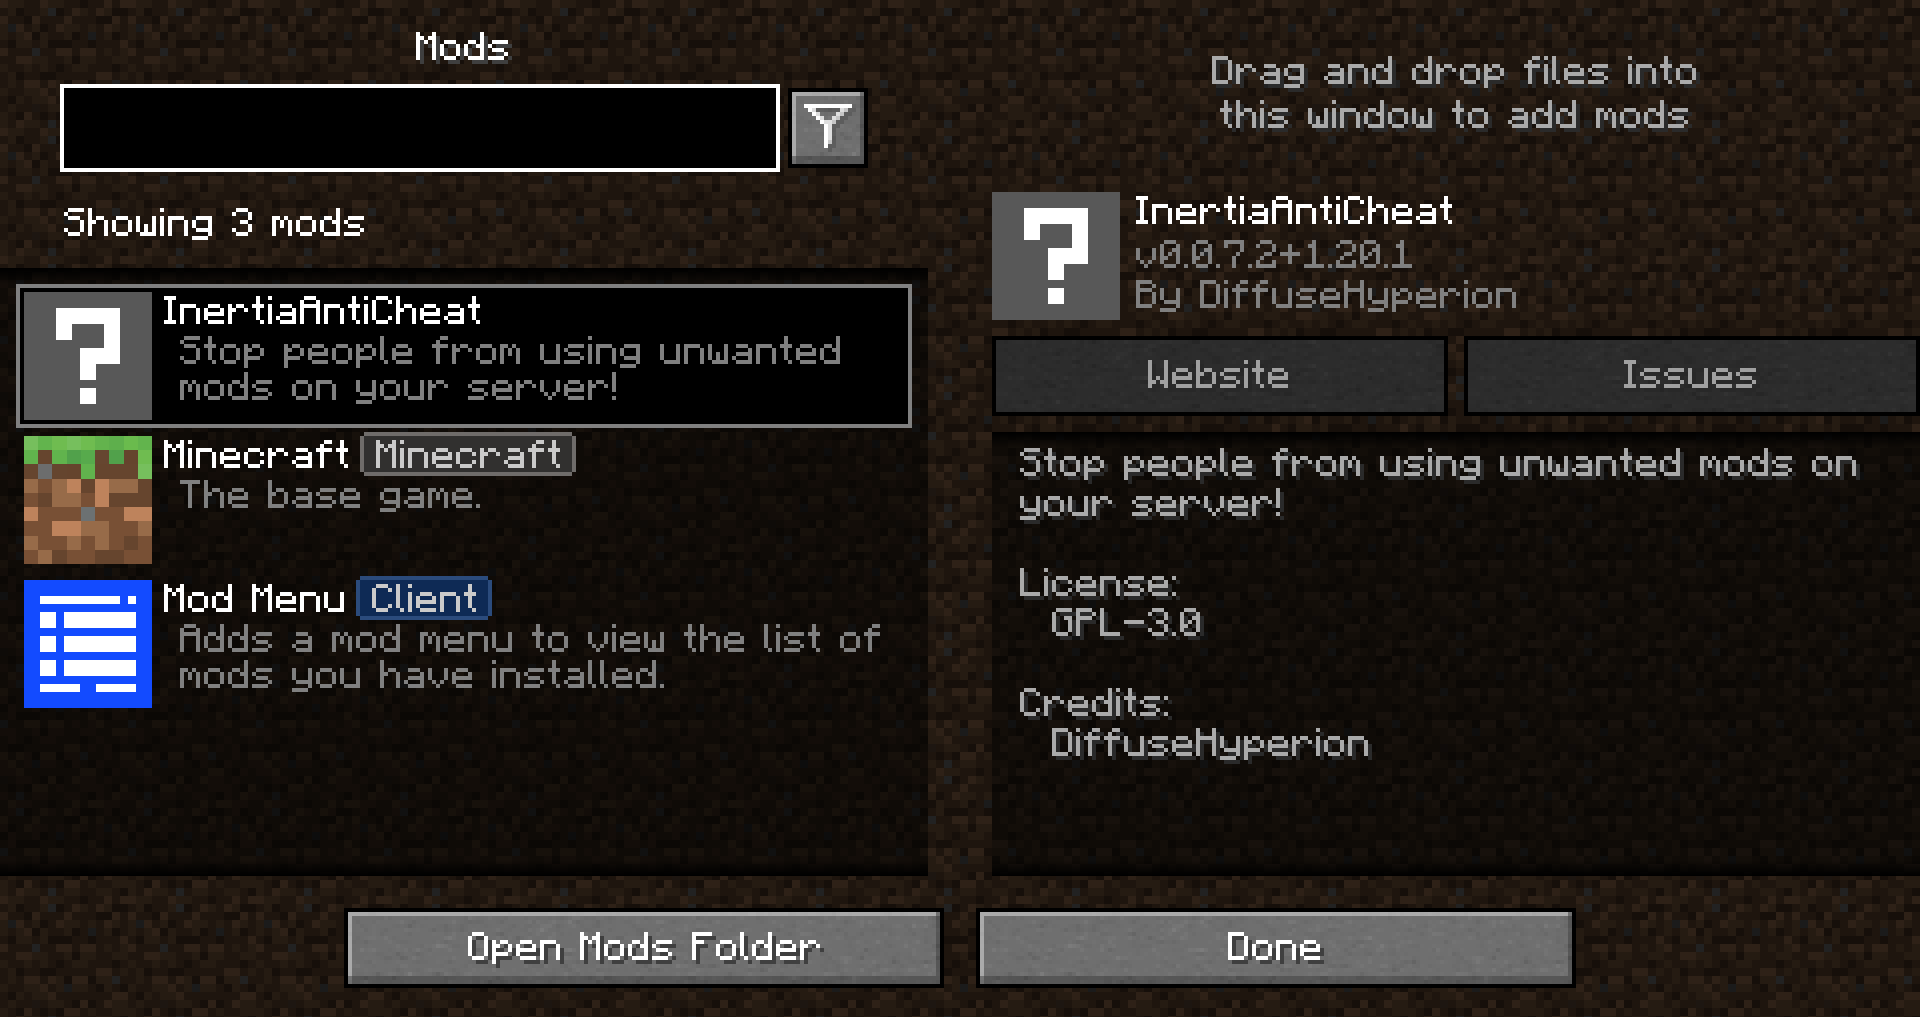 Mods
Drag and drop files into
this window to add mods
Showing 3 mods
InertiaAntiCheat
Stop people from using unwanted
mods on your server!
Minecraft Minecraft
The base game.
Mod Menu Client
Adds a mod menu to view the list of
mods you have installed.
InertiaAntiCheat
v0.0.7.2+1.20.1
By DiffuseHyperion
Website
Issues
Stop people from using unwanted mods on
your server!
License:
GPL-3.0
Credits:
DiffuseHyperion
Open Mods Folder
Done